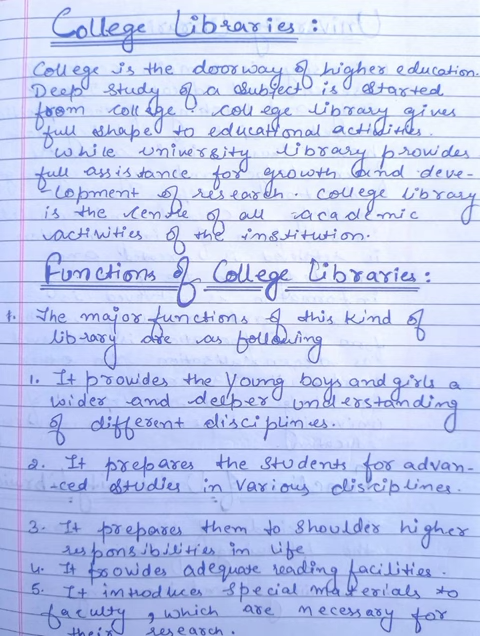 College Libraries :
College is the doorway of higher education.
Deep study of a subject is started
from college. College library gives
full shape to educational activities.
While university library provides
full assistance for growth and deve-
-lopment of research. College library
is the centre of all academic
activities of the institution.
Functions of College Libraries :
1. The major functions of this kind of
library are as following
1. It provides the Young boys and girls a
wider and deeper understanding
of different disciplines.
2. It prepares the students for advan-
-ced studies in various disciplines.
3. It prepares them to shoulder higher
responsibilities in life
4. It provides adequate reading facilities.
5. It introduces special materials to
faculty, which are necessary for
their research.